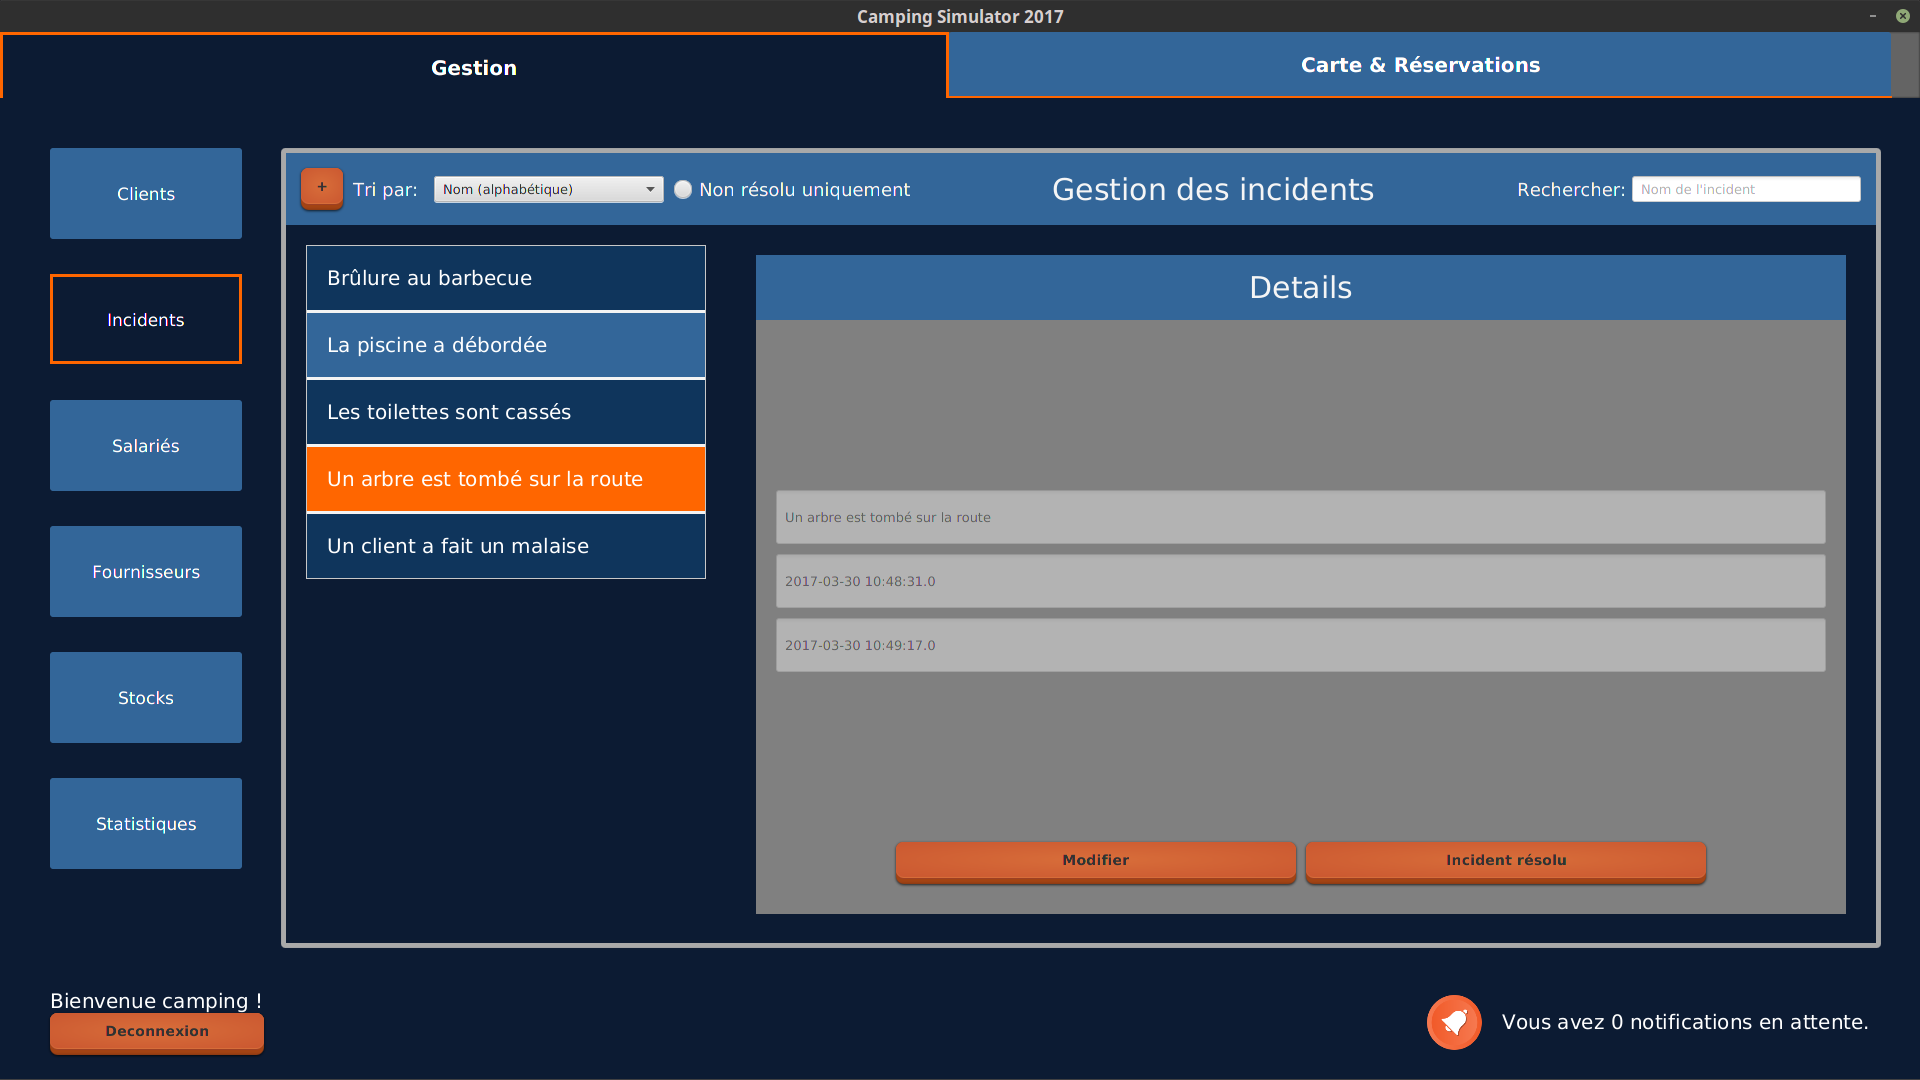 Camping Simulator 2017
Gestion
Carte & Réservations
Clients
Incidents
Salariés
Fournisseurs
Stocks
Statistiques
+ Tri par: Nom (alphabétique) Non résolu uniquement
Gestion des incidents
Rechercher: Nom de l'incident
Brûlure au barbecue
La piscine a débordée
Les toilettes sont cassés
Un arbre est tombé sur la route
Un client a fait un malaise
Details
Un arbre est tombé sur la route
2017-03-30 10:48:31.0
2017-03-30 10:49:17.0
Modifier
Incident résolu
Bienvenue camping !
Deconnexion
Vous avez 0 notifications en attente.